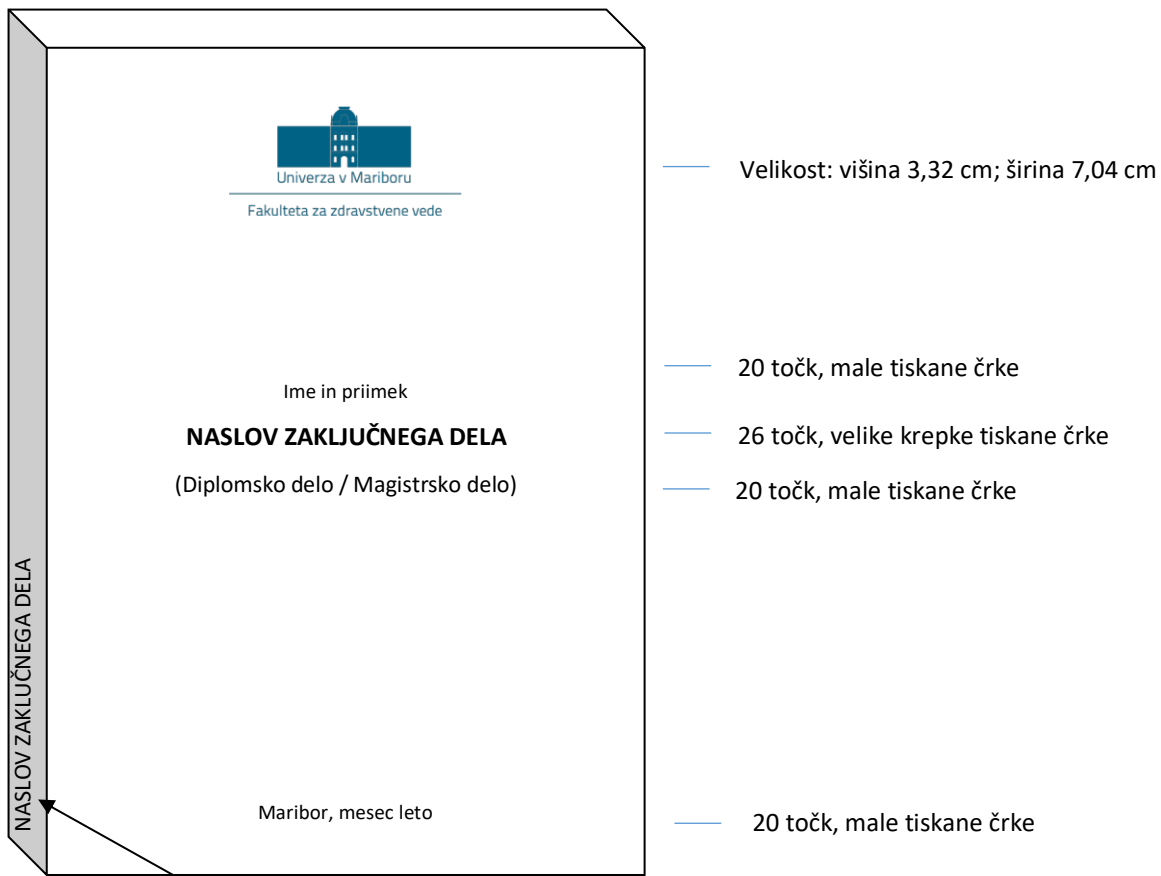 Univerza v Mariboru
Fakulteta za zdravstvene vede
Velikost: višina 3,32 cm; širina 7,04 cm
Ime in priimek
20 točk, male tiskane črke
NASLOV ZAKLJUČNEGA DELA
26 točk, velike krepke tiskane črke
(Diplomsko delo / Magistrsko delo)
20 točk, male tiskane črke
NASLOV ZAKLUČNEGA DELA
Maribor, mesec leto
20 točk, male tiskane črke